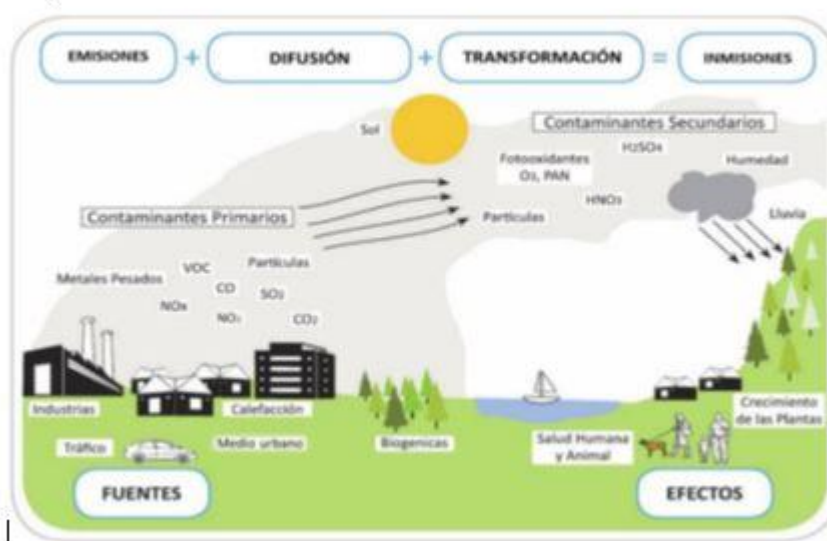 EMISIONES + DIFUSIÓN + TRANSFORMACIÓN = INMISIONES
Sol
Contaminantes Secundarios
Fotooxidantes
O₃, PAN
H₂SO₄
Humedad
HNO₃
Partículas
Lluvia
Contaminantes Primarios
Metales Pesados
VOC
Partículas
CO
SO₂
NOx
NO₂
CO₂
Industrias
Calefacción
Tráfico
Medio urbano
Biogenicas
Salud Humana
y Animal
Crecimiento
de las Plantas
FUENTES
EFECTOS